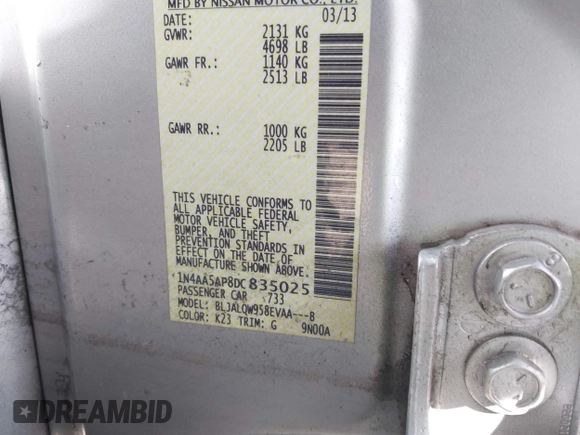 MFD BY NISSAN MOTOR CO., LTD.
DATE: 03/13
GVWR: 2131 KG
4698 LB
GAWR FR.: 1140 KG
2513 LB
GAWR RR.: 1000 KG
2205 LB
THIS VEHICLE CONFORMS TO
ALL APPLICABLE FEDERAL
MOTOR VEHICLE SAFETY,
BUMPER, AND THEFT
PREVENTION STANDARDS IN
EFFECT ON THE DATE OF
MANUFACTURE SHOWN ABOVE.
1N4AA5AP8DC835025
PASSENGER CAR 733
MODEL: BLJALQW958EVAA---B
COLOR: K23 TRIM: G 9N00A
DREAMBID